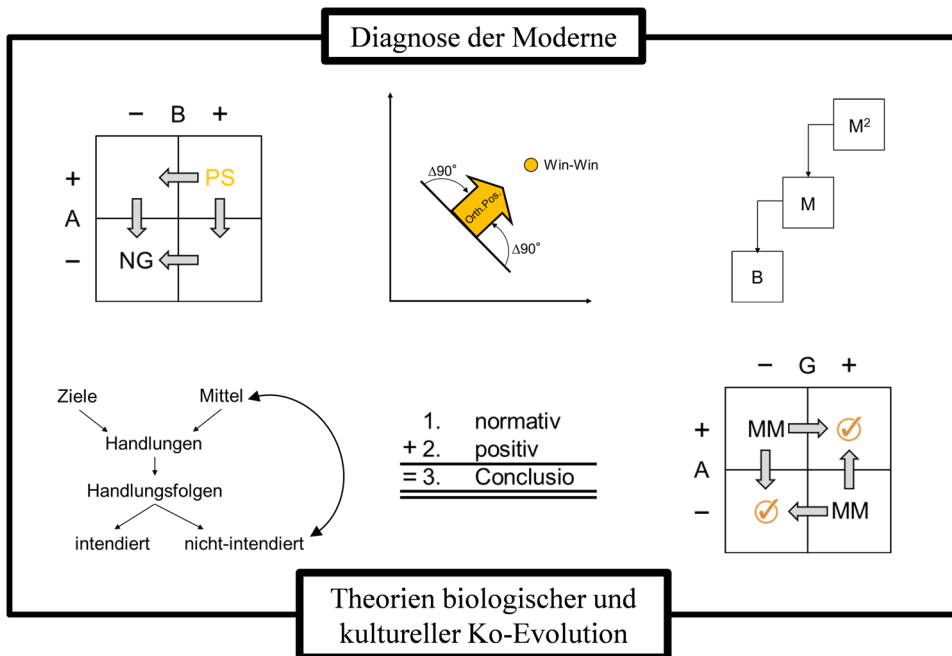 Diagnose der Moderne
− B +
+
PS
A
−
NG
Δ90°
Orth.Pos.
Δ90°
Win-Win
M²
M
B
Ziele
Mittel
Handlungen
Handlungsfolgen
intendiert
nicht-intendiert
1. normativ
+ 2. positiv
= 3. Conclusio
− G +
+
MM
A
−
MM
Theorien biologischer und
kultureller Ko-Evolution